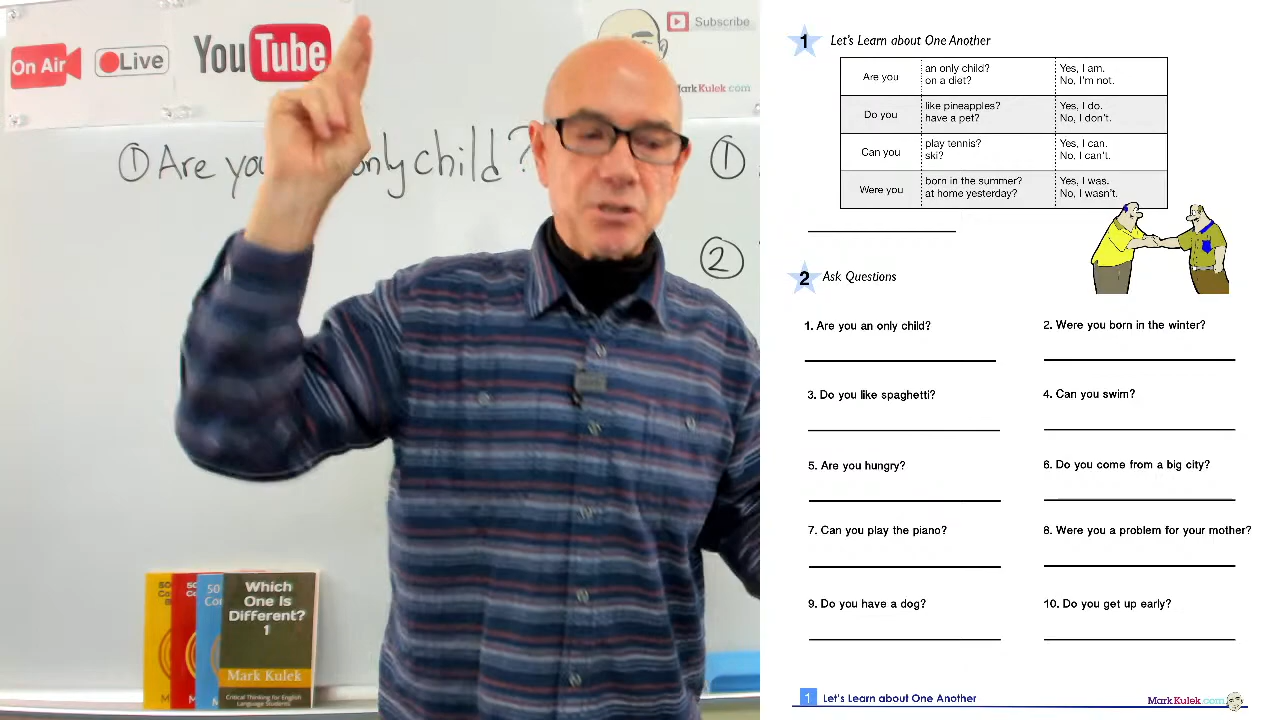 On Air
Live
YouTube
Subscribe
MarkKulek.com
① Are you only child?
①
②
50
50
50
Which
One Is
Different?
1
Mark Kulek
Critical Thinking for English
Language Students
1 Let's Learn about One Another
Are you an only child? Yes, I am.
on a diet? No, I'm not.
Do you like pineapples? Yes, I do.
have a pet? No, I don't.
Can you play tennis? Yes, I can.
ski? No. I can't.
Were you born in the summer? Yes, I was.
at home yesterday? No, I wasn't.
2 Ask Questions
1. Are you an only child?
2. Were you born in the winter?
3. Do you like spaghetti?
4. Can you swim?
5. Are you hungry?
6. Do you come from a big city?
7. Can you play the piano?
8. Were you a problem for your mother?
9. Do you have a dog?
10. Do you get up early?
1 Let's Learn about One Another
MarkKulek.com